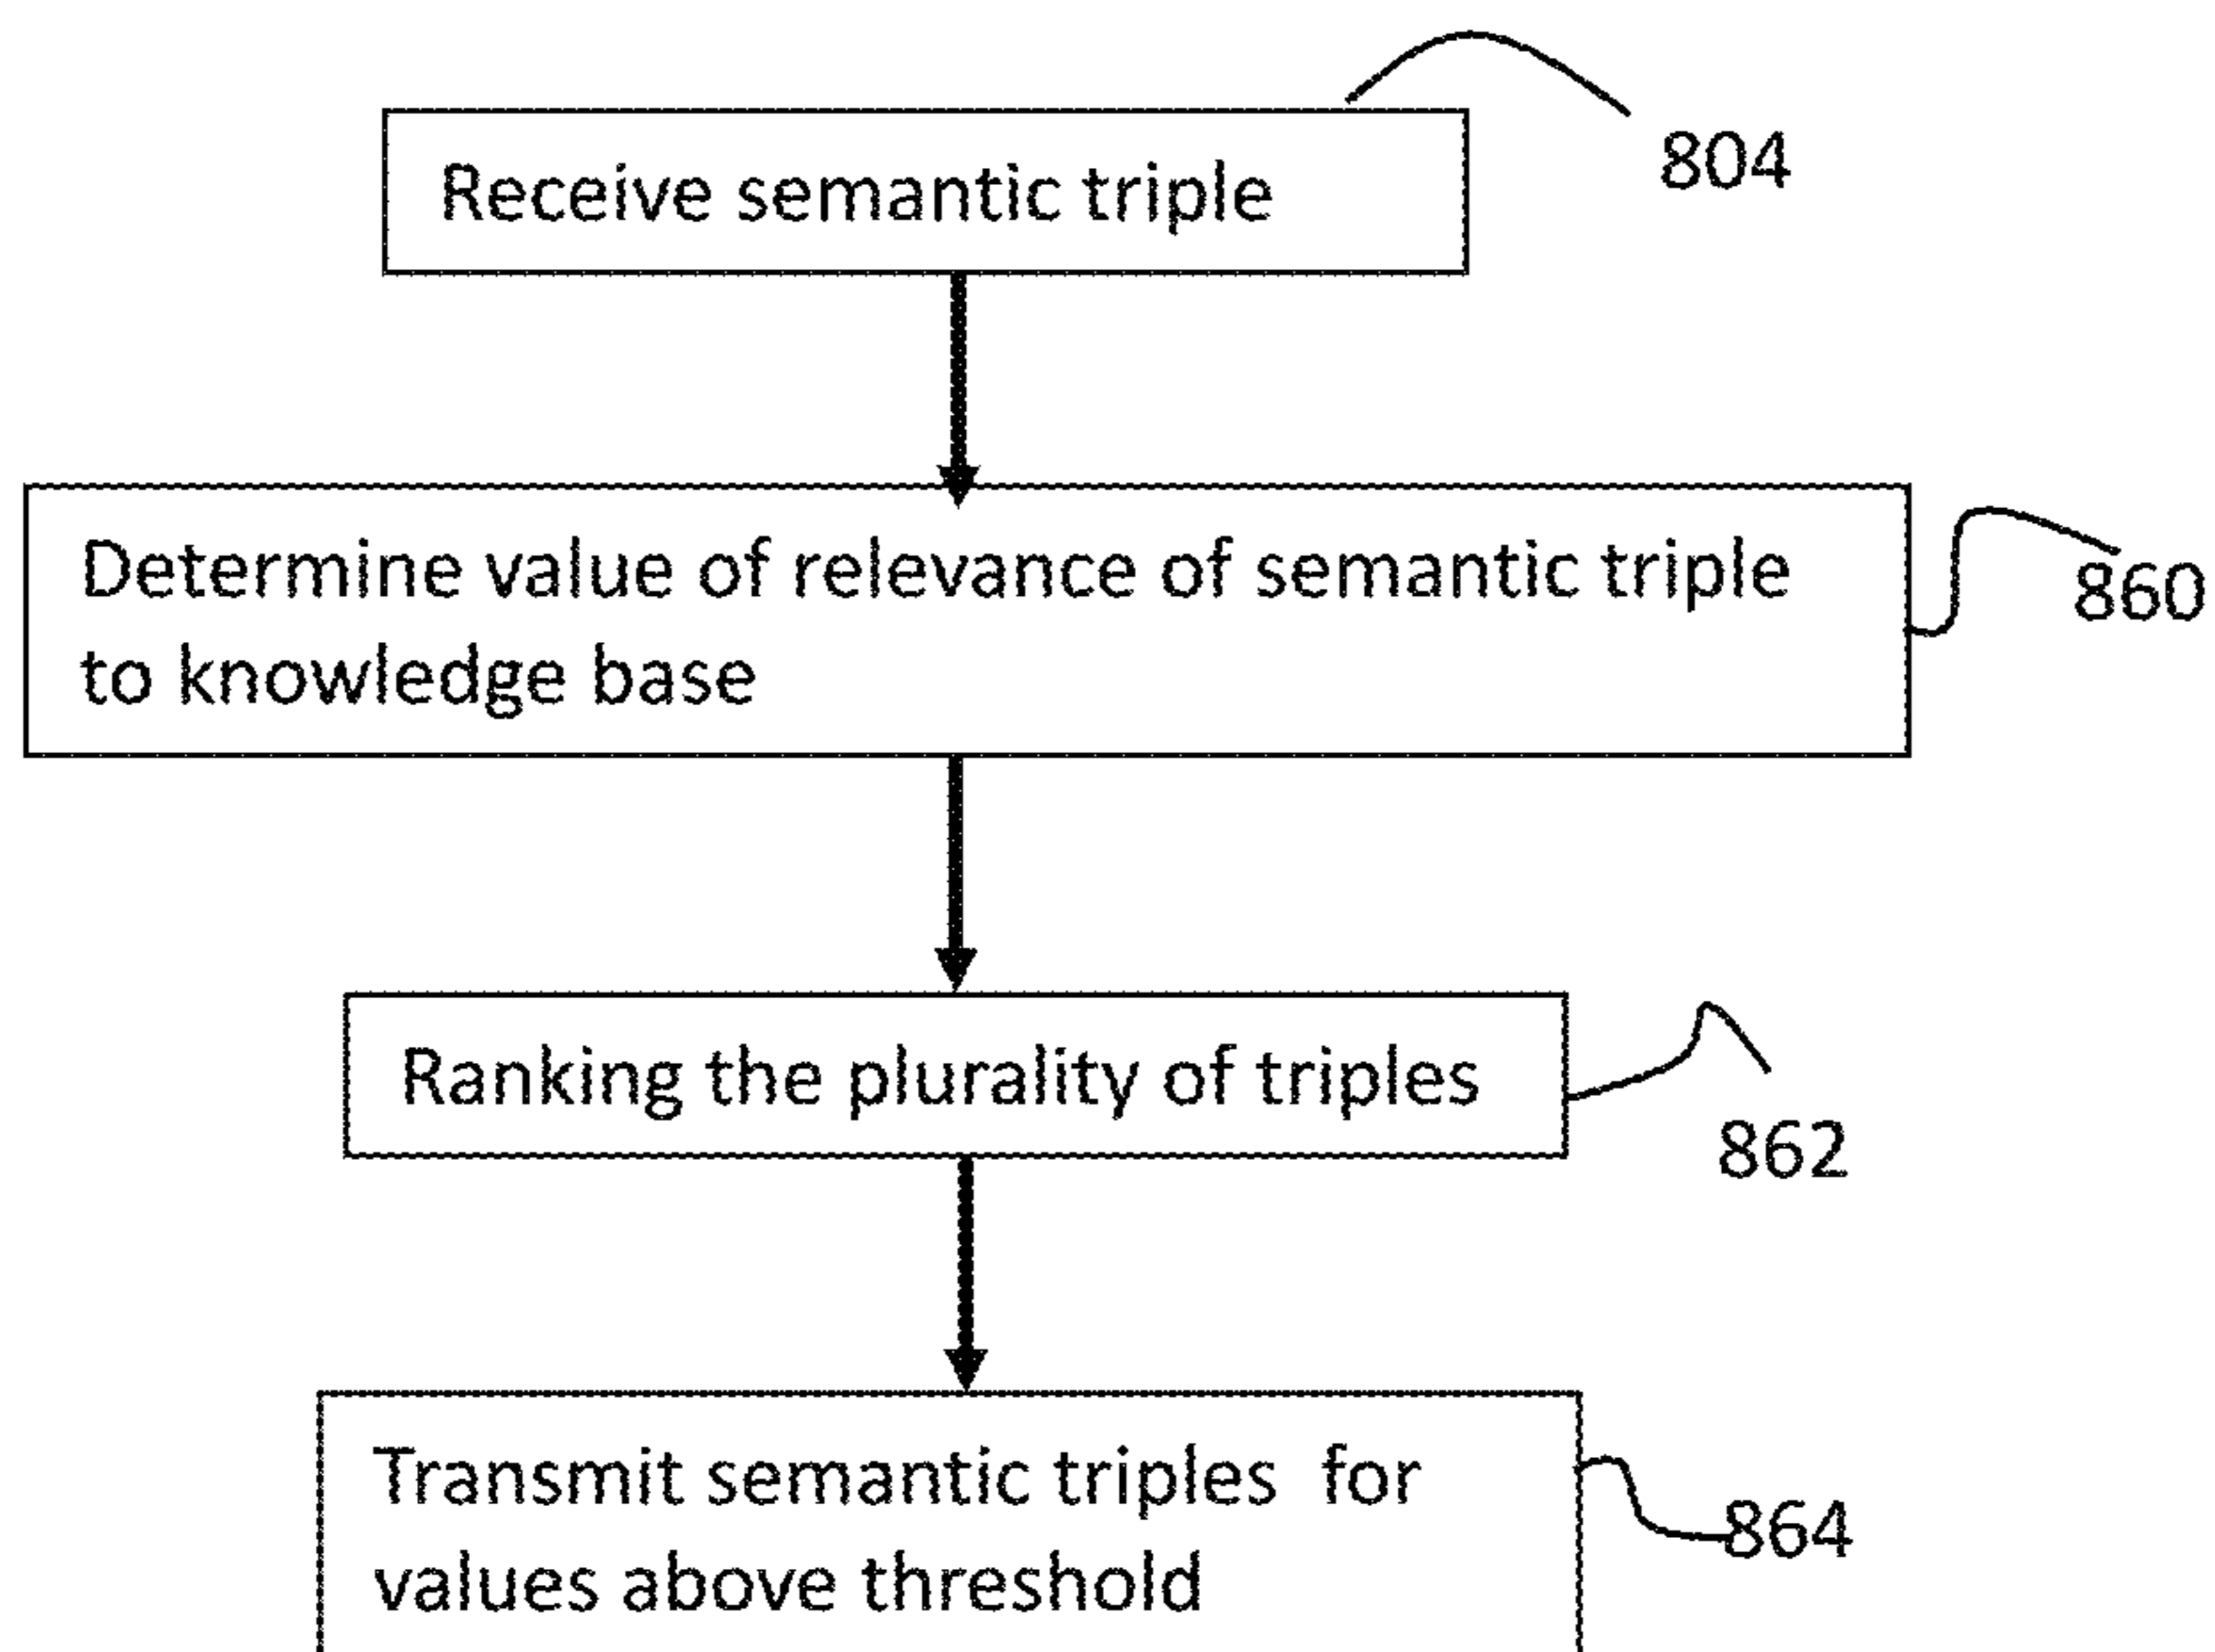 804
Receive semantic triple
Determine value of relevance of semantic triple
to knowledge base
860
Ranking the plurality of triples
862
Transmit semantic triples for
values above threshold
864